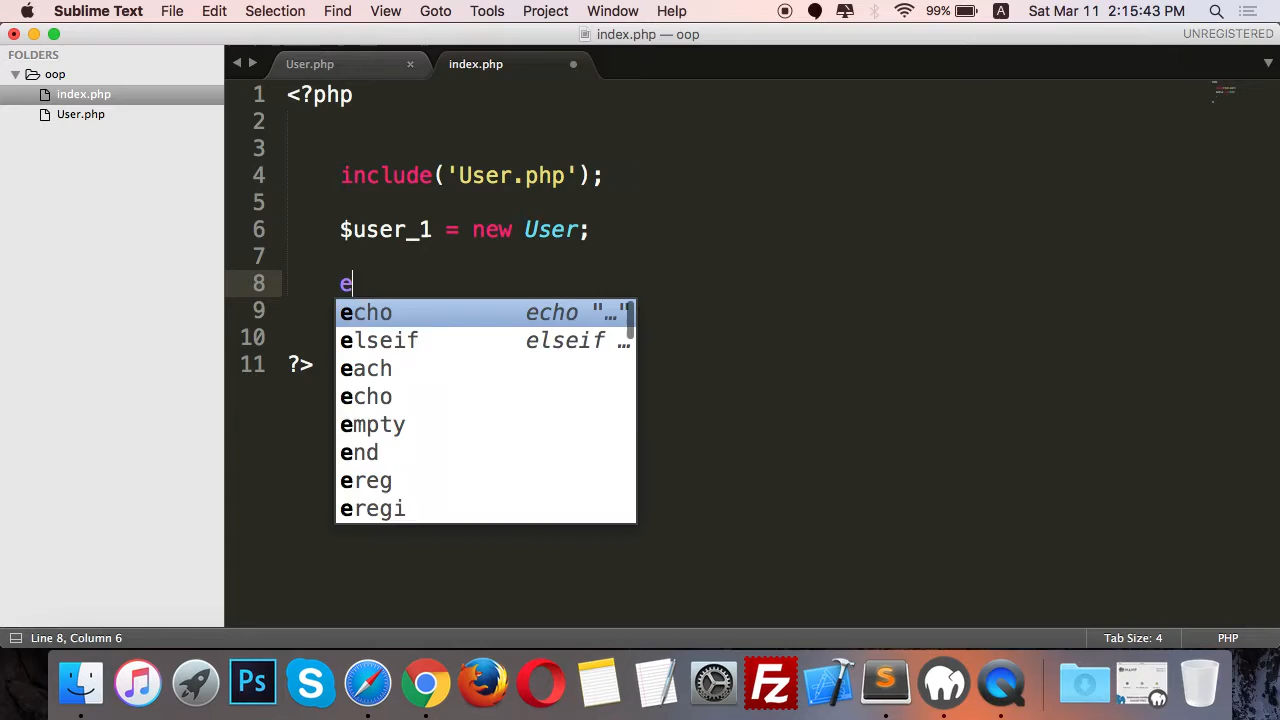 Sublime Text File Edit Selection Find View Goto Tools Project Window Help 99% A Sat Mar 11 2:15:43 PM
index.php — oop UNREGISTERED
FOLDERS
oop
index.php
User.php
User.php × index.php
1 <?php
2
3
4 include('User.php');
5
6 $user_1 = new User;
7
8 e
9
10
11 ?>
echo echo "…"
elseif elseif …
each
echo
empty
end
ereg
eregi
Line 8, Column 6 Tab Size: 4 PHP
Ps S Fz S